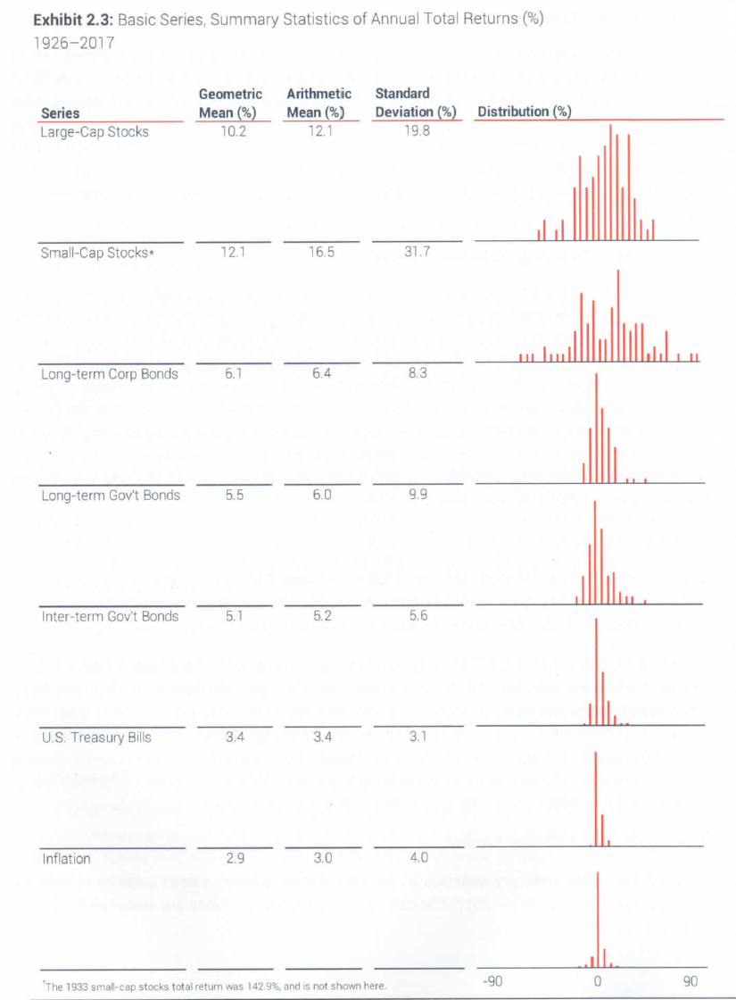 Exhibit 2.3: Basic Series, Summary Statistics of Annual Total Returns (%)
1926–2017
Geometric Arithmetic Standard
Series Mean (%) Mean (%) Deviation (%) Distribution (%)
Large-Cap Stocks 10.2 12.1 19.8
Small-Cap Stocks* 12.1 16.5 31.7
Long-term Corp Bonds 6.1 6.4 8.3
Long-term Gov't Bonds 5.5 6.0 9.9
Inter-term Gov't Bonds 5.1 5.2 5.6
U.S. Treasury Bills 3.4 3.4 3.1
Inflation 2.9 3.0 4.0
-90 0 90
*The 1933 small-cap stocks total return was 142.9%, and is not shown here.